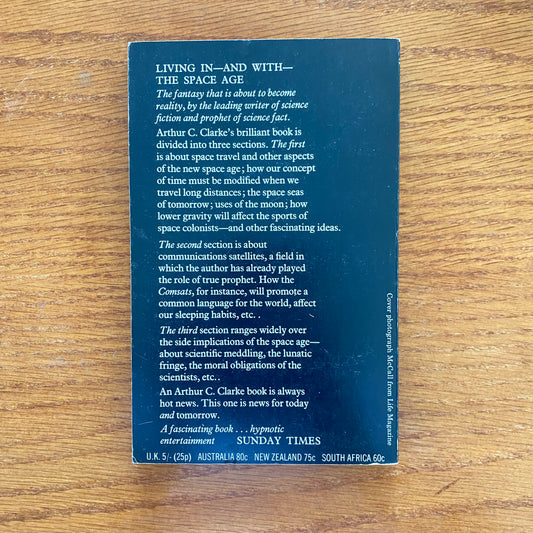 LIVING IN—AND WITH—
THE SPACE AGE
The fantasy that is about to become
reality, by the leading writer of science
fiction and prophet of science fact.
Arthur C. Clarke's brilliant book is
divided into three sections. The first
is about space travel and other aspects
of the new space age; how our concept
of time must be modified when we
travel long distances; the space seas
of tomorrow; uses of the moon; how
lower gravity will affect the sports of
space colonists—and other fascinating ideas.
The second section is about
communications satellites, a field in
which the author has already played
the role of true prophet. How the
Comsats, for instance, will promote a
common language for the world, affect
our sleeping habits, etc. .
The third section ranges widely over
the side implications of the space age—
about scientific meddling, the lunatic
fringe, the moral obligations of the
scientists, etc. .
An Arthur C. Clarke book is always
hot news. This one is news for today
and tomorrow.
A fascinating book . . . hypnotic
entertainment SUNDAY TIMES
U.K. 5/- (25p) AUSTRALIA 80c NEW ZEALAND 75c SOUTH AFRICA 60c
Cover photograph McCall from Life Magazine